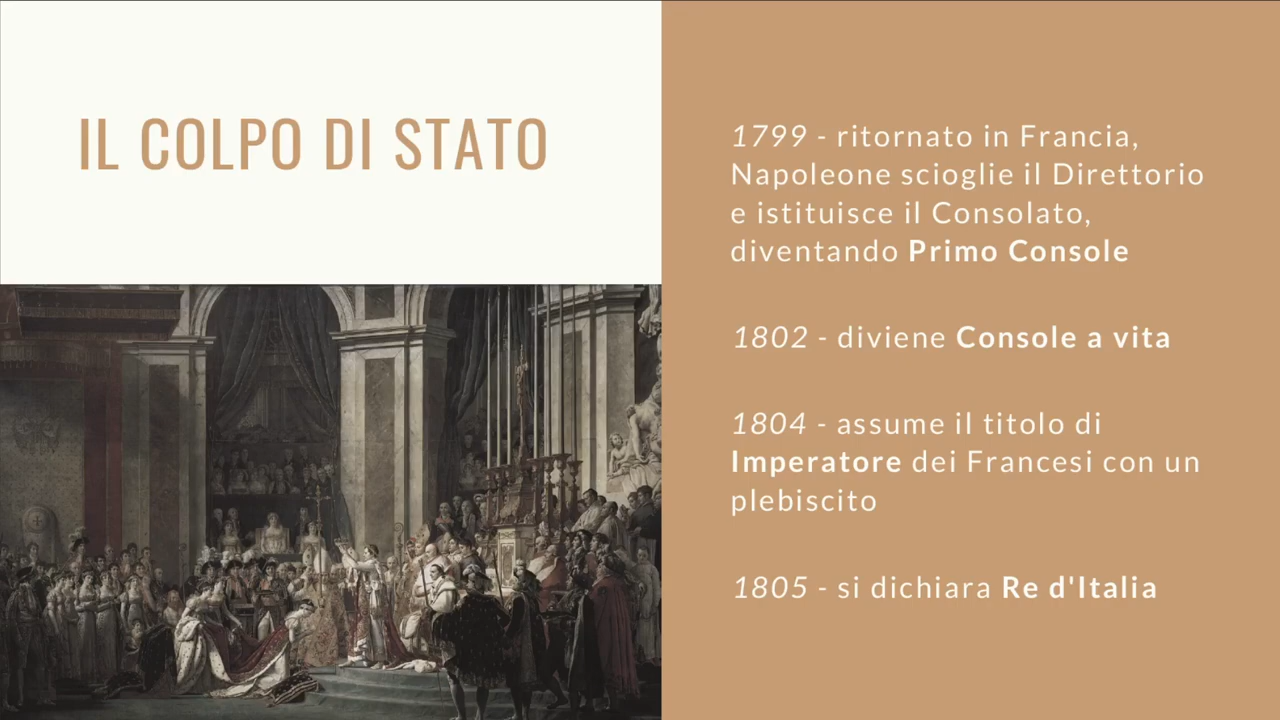 IL COLPO DI STATO
1799 - ritornato in Francia,
Napoleone scioglie il Direttorio
e istituisce il Consolato,
diventando Primo Console
1802 - diviene Console a vita
1804 - assume il titolo di
Imperatore dei Francesi con un
plebiscito
1805 - si dichiara Re d'Italia